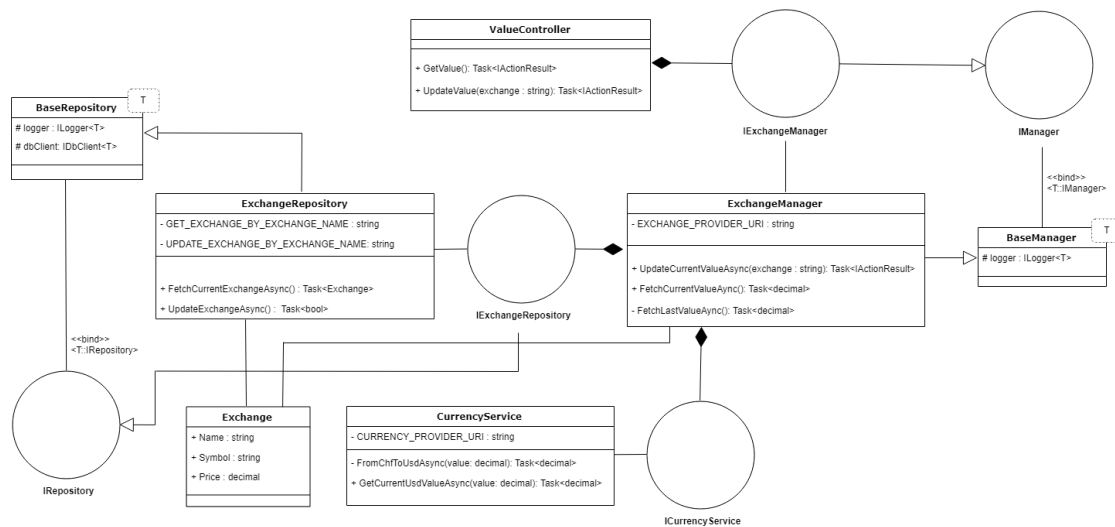 ValueController
+ GetValue(): Task<IActionResult>
+ UpdateValue(exchange : string): Task<IActionResult>
IExchangeManager
IManager
T
BaseRepository
# logger : ILogger<T>
# dbClient: IDbClient<T>
<<bind>>
<T::IManager>
ExchangeRepository
- GET_EXCHANGE_BY_EXCHANGE_NAME : string
- UPDATE_EXCHANGE_BY_EXCHANGE_NAME: string
+ FetchCurrentExchangeAsync() : Task<Exchange>
+ UpdateExchangeAsync() : Task<bool>
IExchangeRepository
ExchangeManager
- EXCHANGE_PROVIDER_URI : string
+ UpdateCurrentValueAsync(exchange : string): Task<IActionResult>
+ FetchCurrentValueAync(): Task<decimal>
- FetchLastValueAync(): Task<decimal>
T
BaseManager
# logger : ILogger<T>
<<bind>>
<T::IRepository>
IRepository
Exchange
+ Name : string
+ Symbol : string
+ Price : decimal
CurrencyService
- CURRENCY_PROVIDER_URI : string
- FromChfToUsdAsync(value: decimal): Task<decimal>
+ GetCurrentUsdValueAsync(value: decimal): Task<decimal>
ICurrencyService